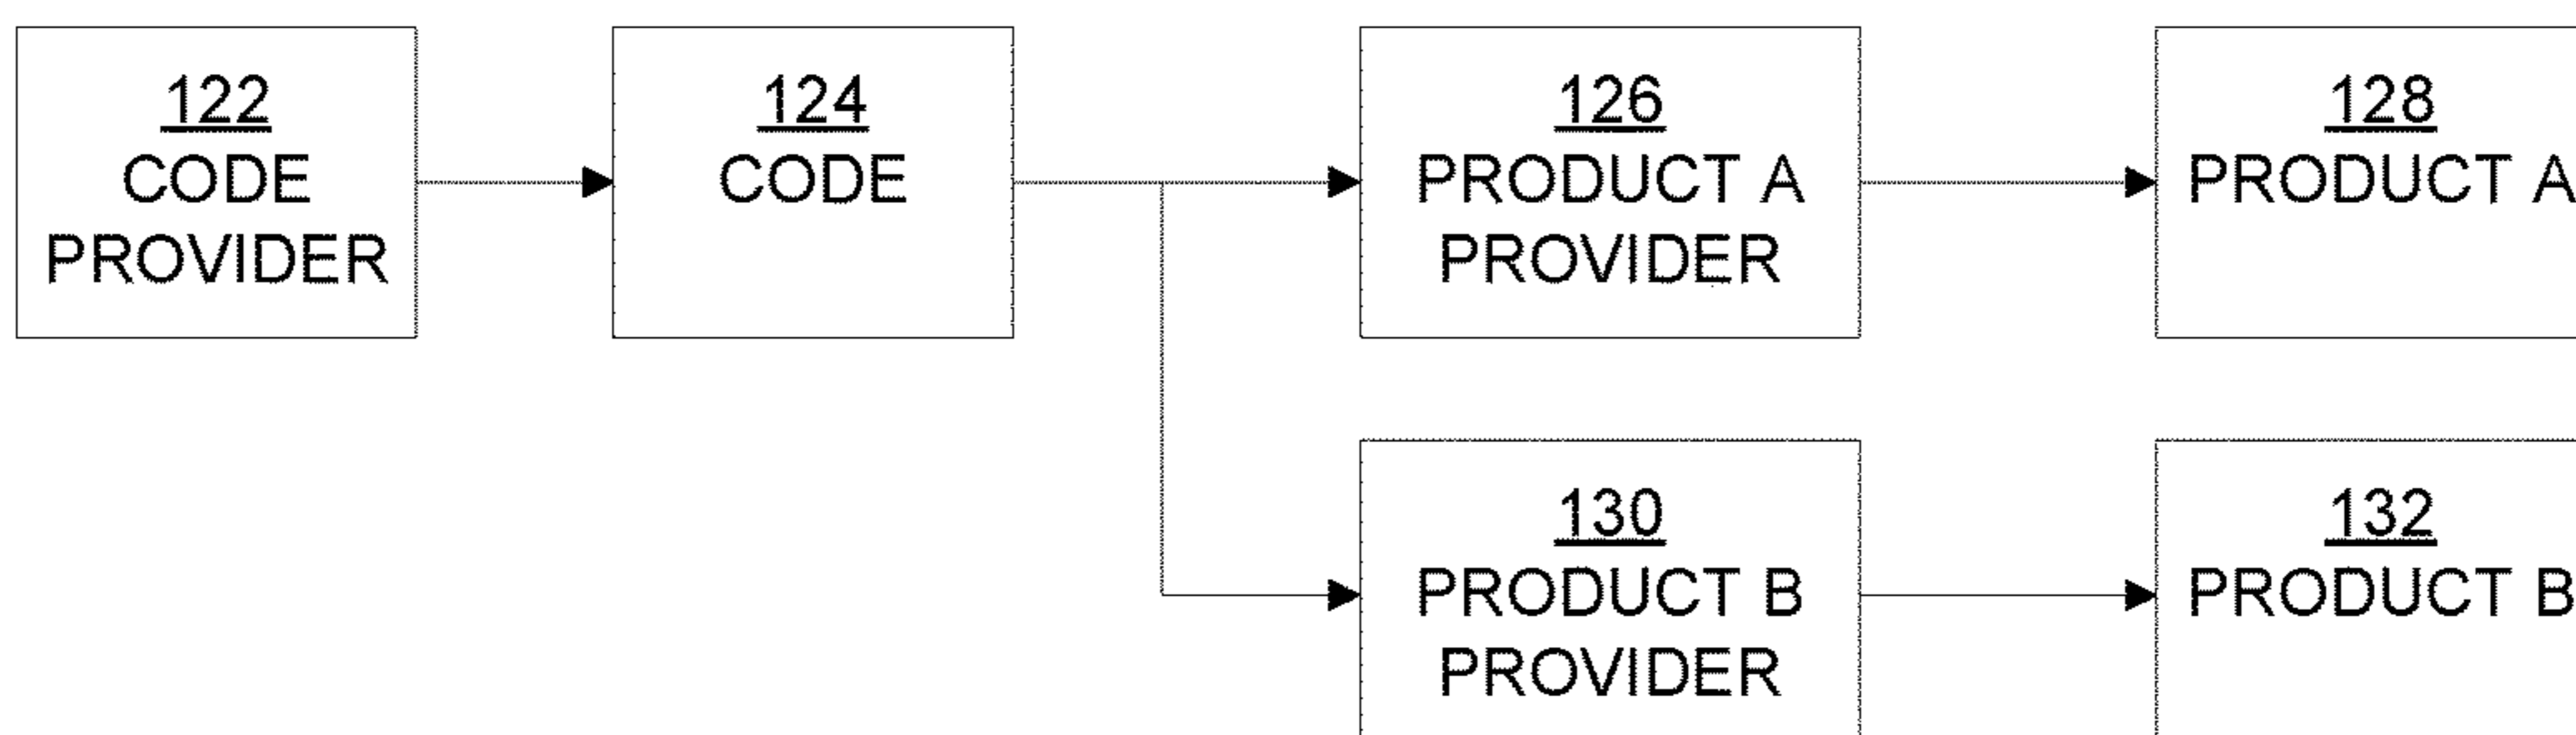 122
CODE
PROVIDER
124
CODE
126
PRODUCT A
PROVIDER
128
PRODUCT A
130
PRODUCT B
PROVIDER
132
PRODUCT B